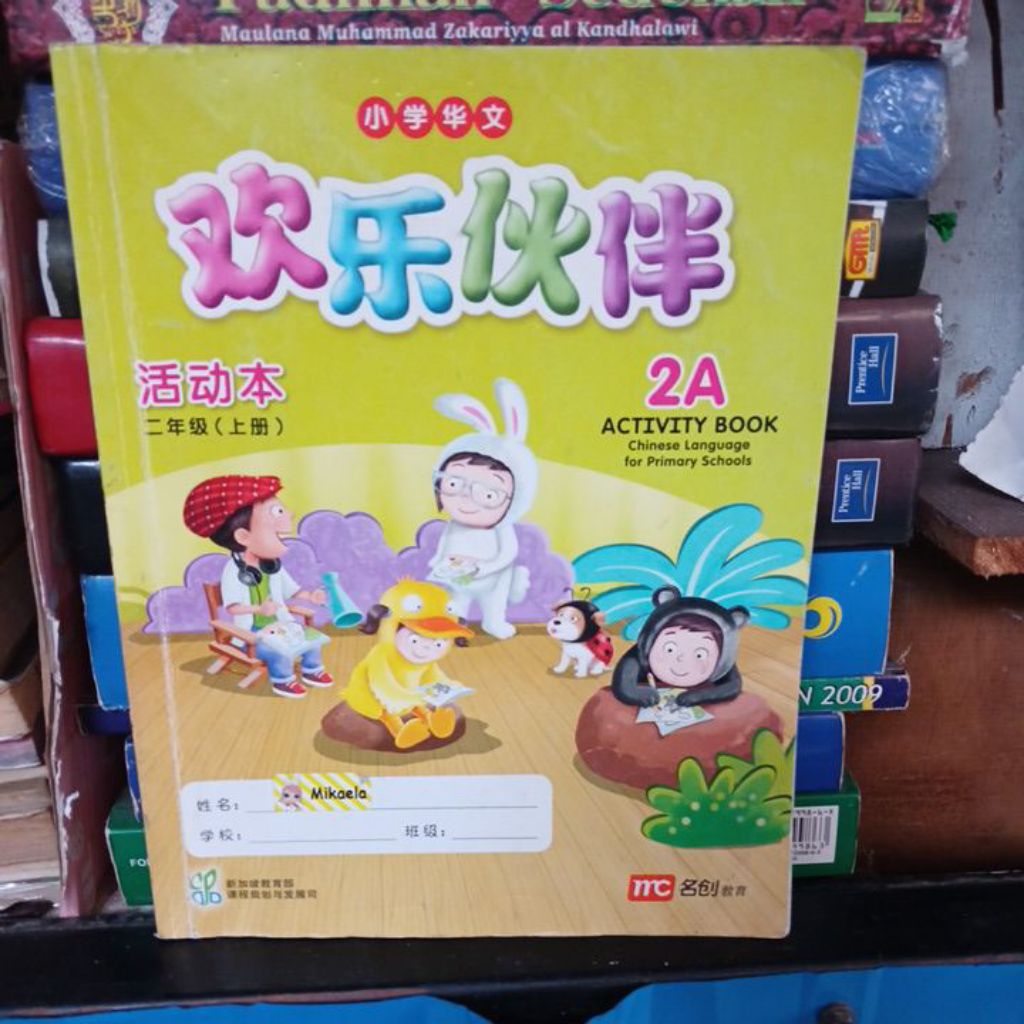 Maulana Muhammad Zakariyya al Kandhalawi
小学华文
欢乐伙伴
GMR
活动本
二年级（上册）
2A
ACTIVITY BOOK
Chinese Language
for Primary Schools
Prentice
Hall
Prentice
Hall
N 2009
姓名：
Mikaela
学校：
班级：
新加坡教育部
课程规划与发展司
mc 名创教育
FO